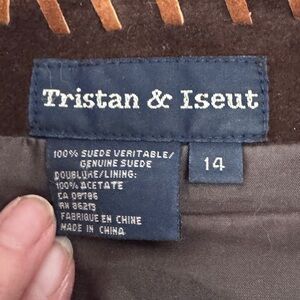 Tristan & Iseut
100% SUEDE VERITABLE/
GENUINE SUEDE
14
DOUBLURE/LINING:
100% ACETATE
CA 09786
RN 86213
FABRIQUE EN CHINE
MADE IN CHINA